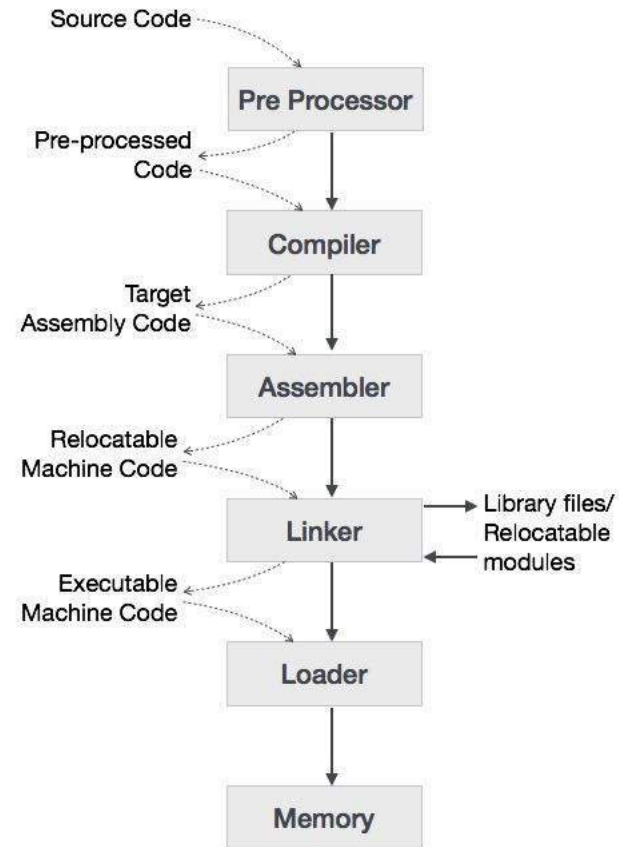 Source Code
Pre Processor
Pre-processed
Code
Compiler
Target
Assembly Code
Assembler
Relocatable
Machine Code
Linker
Library files/
Relocatable
modules
Executable
Machine Code
Loader
Memory